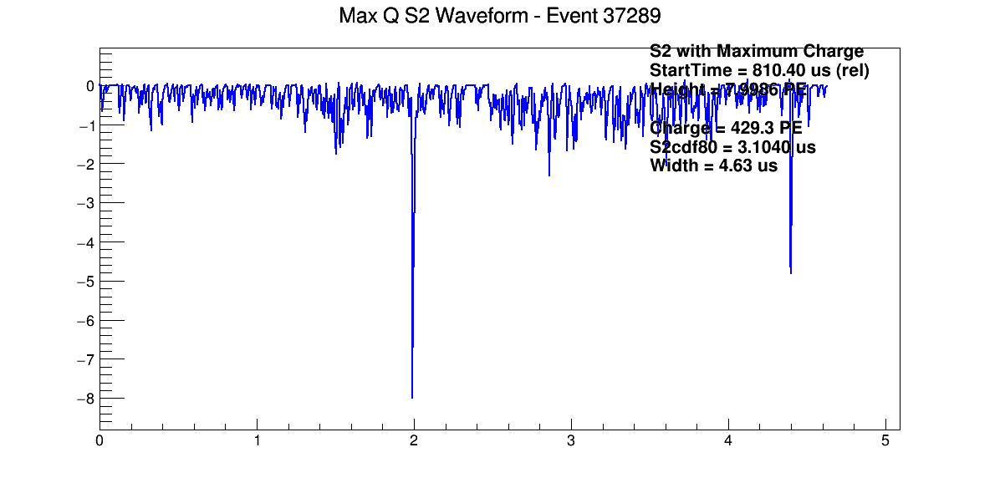 Max Q S2 Waveform - Event 37289
S2 with Maximum Charge
StartTime = 810.40 us (rel)
Height = 7.9986 PE
Charge = 429.3 PE
S2cdf80 = 3.1040 us
Width = 4.63 us
0
−1
−2
−3
−4
−5
−6
−7
−8
0 1 2 3 4 5